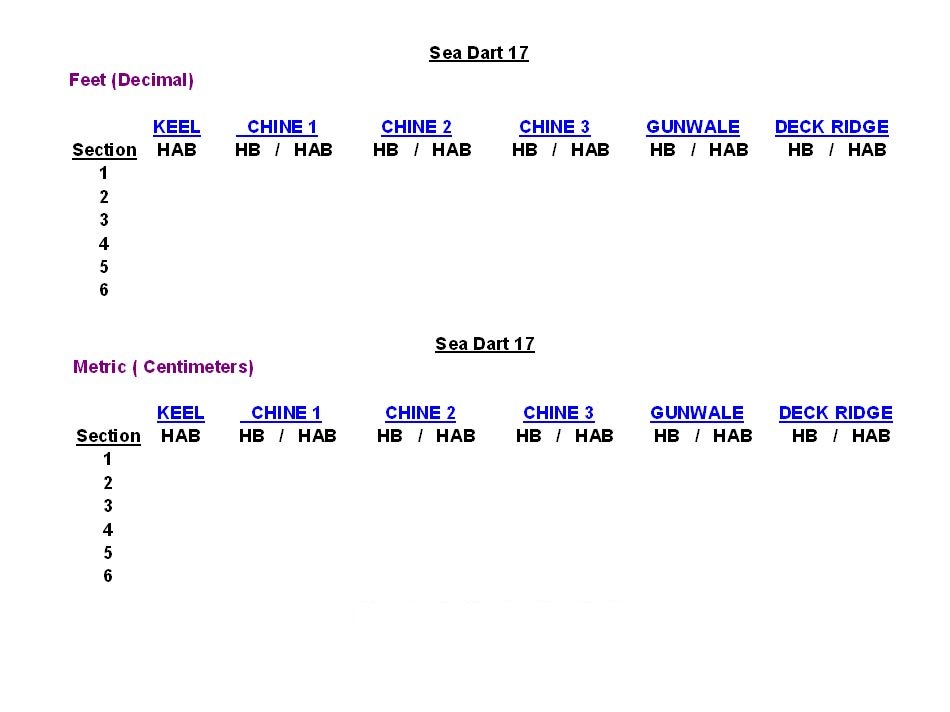 Sea Dart 17
Feet (Decimal)
KEEL CHINE 1 CHINE 2 CHINE 3 GUNWALE DECK RIDGE
Section HAB HB / HAB HB / HAB HB / HAB HB / HAB HB / HAB
1
2
3
4
5
6
Sea Dart 17
Metric ( Centimeters)
KEEL CHINE 1 CHINE 2 CHINE 3 GUNWALE DECK RIDGE
Section HAB HB / HAB HB / HAB HB / HAB HB / HAB HB / HAB
1
2
3
4
5
6